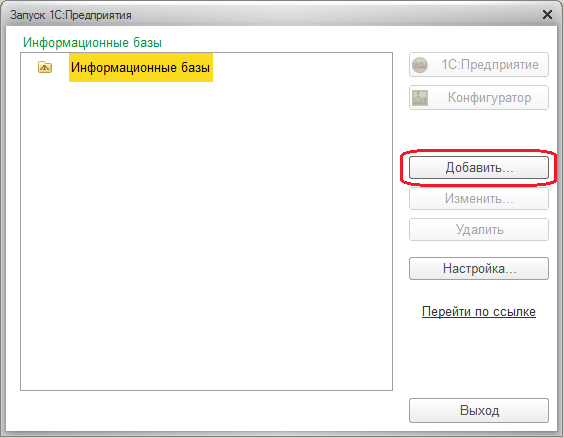 Запуск 1С:Предприятия
Информационные базы
Информационные базы
1С:Предприятие
Конфигуратор
Добавить...
Изменить...
Удалить
Настройка...
Перейти по ссылке
Выход